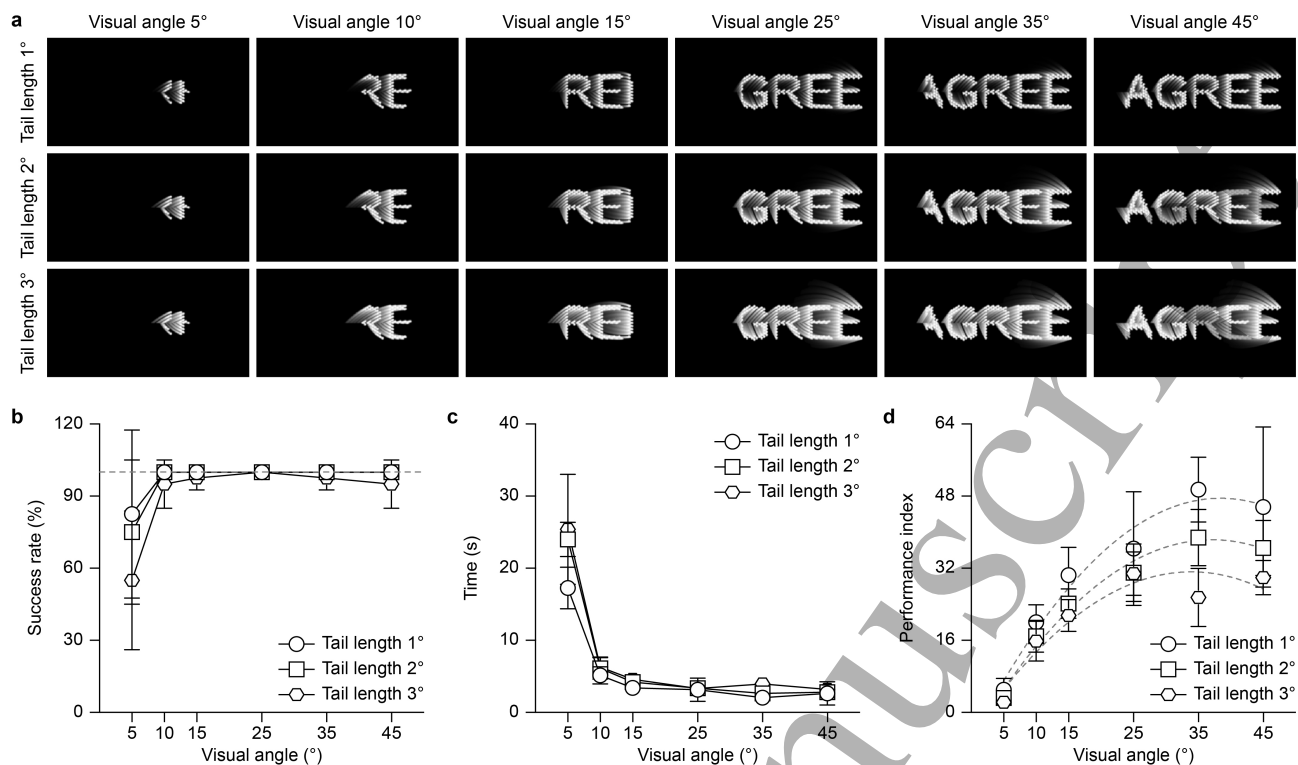 a
Visual angle 5° Visual angle 10° Visual angle 15° Visual angle 25° Visual angle 35° Visual angle 45°
Tail length 1°
RE
RE
GREE
AGREE
AGREE
Tail length 2°
RE
RE
GREE
AGREE
AGREE
Tail length 3°
RE
RE
GREE
AGREE
AGREE
b
120
90
60
30
0
Success rate (%)
Tail length 1°
Tail length 2°
Tail length 3°
5 10 15 25 35 45
Visual angle (°)
c
40
30
20
10
0
Time (s)
Tail length 1°
Tail length 2°
Tail length 3°
5 10 15 25 35 45
Visual angle (°)
d
64
48
32
16
0
Performance index
Tail length 1°
Tail length 2°
Tail length 3°
5 10 15 25 35 45
Visual angle (°)